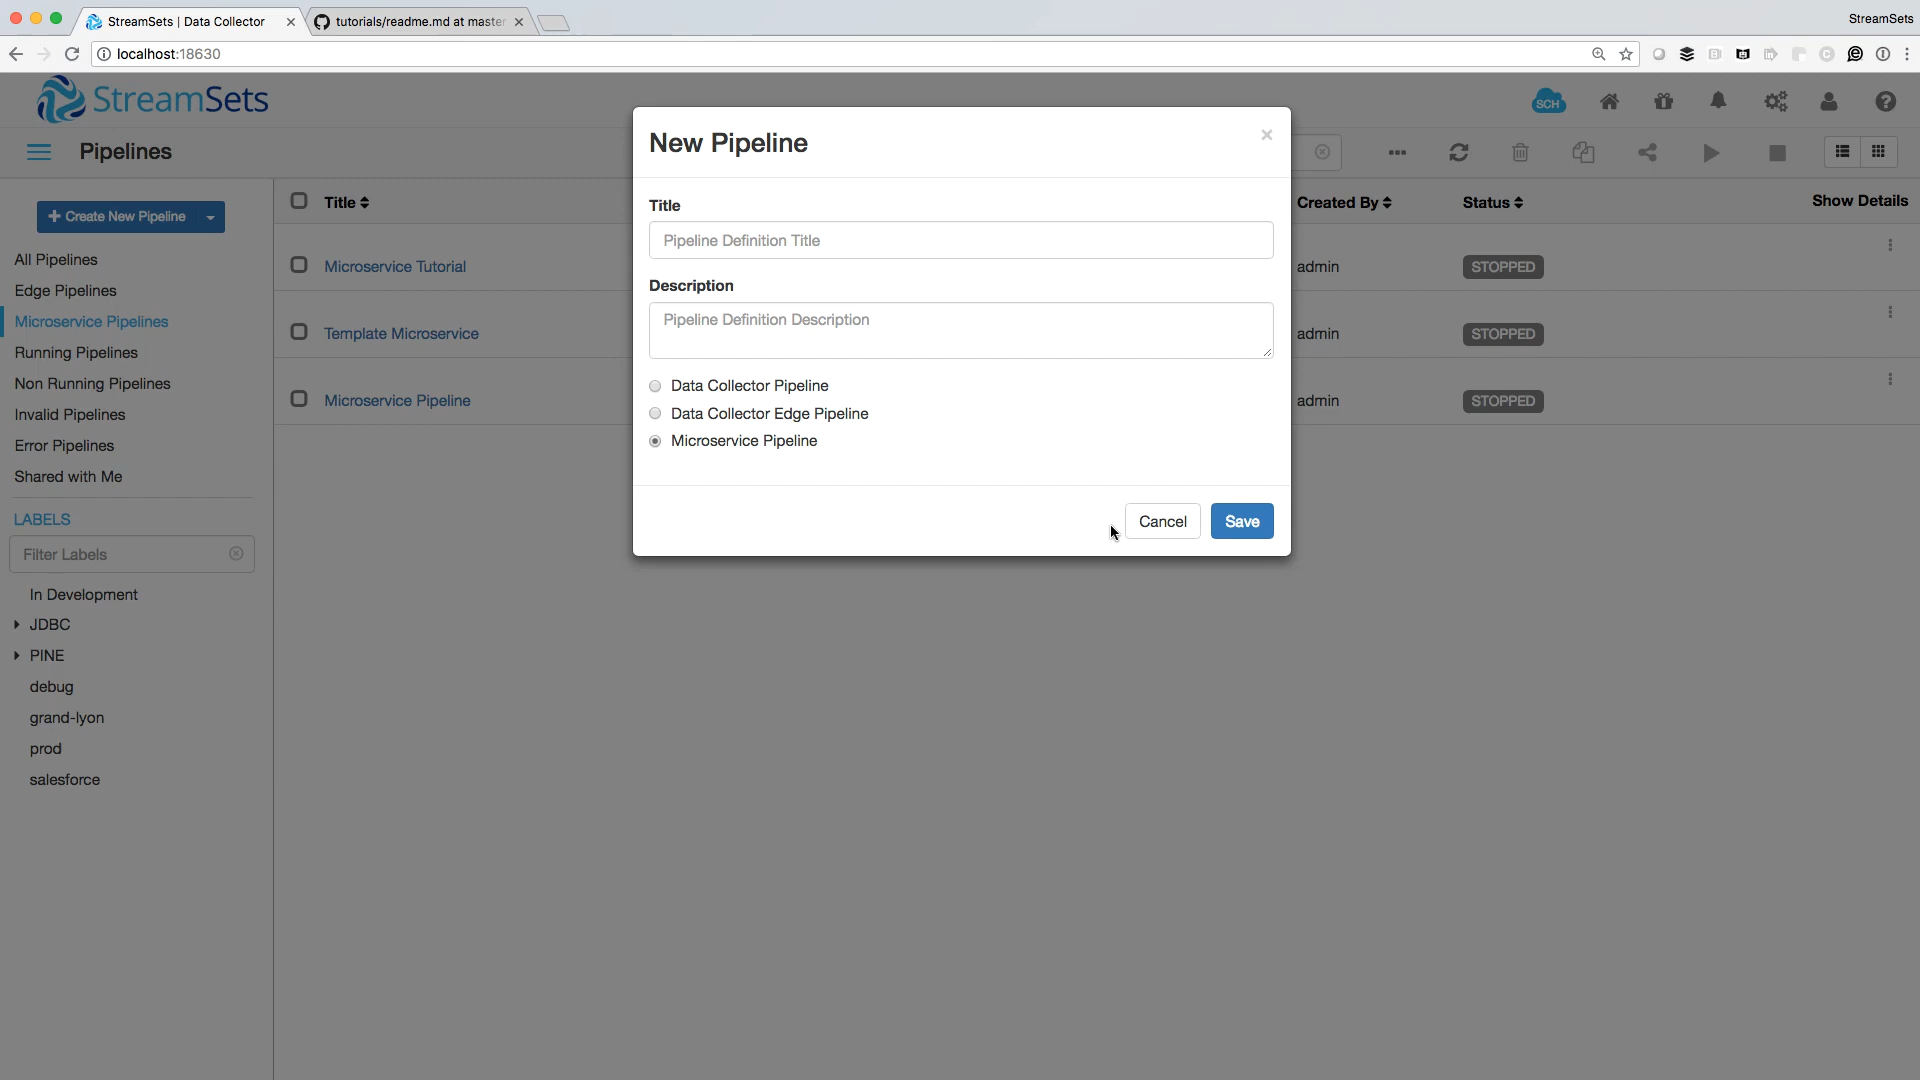 StreamSets | Data Collector
tutorials/readme.md at master
StreamSets
localhost:18630
StreamSets
SCH
Pipelines
New Pipeline
Create New Pipeline
Title
Created By
Status
Show Details
All Pipelines
Edge Pipelines
Microservice Pipelines
Running Pipelines
Non Running Pipelines
Invalid Pipelines
Error Pipelines
Shared with Me
LABELS
Filter Labels
In Development
JDBC
PINE
debug
grand-lyon
prod
salesforce
Microservice Tutorial
admin
STOPPED
Template Microservice
admin
STOPPED
Microservice Pipeline
admin
STOPPED
Title
Pipeline Definition Title
Description
Pipeline Definition Description
Data Collector Pipeline
Data Collector Edge Pipeline
Microservice Pipeline
Cancel
Save